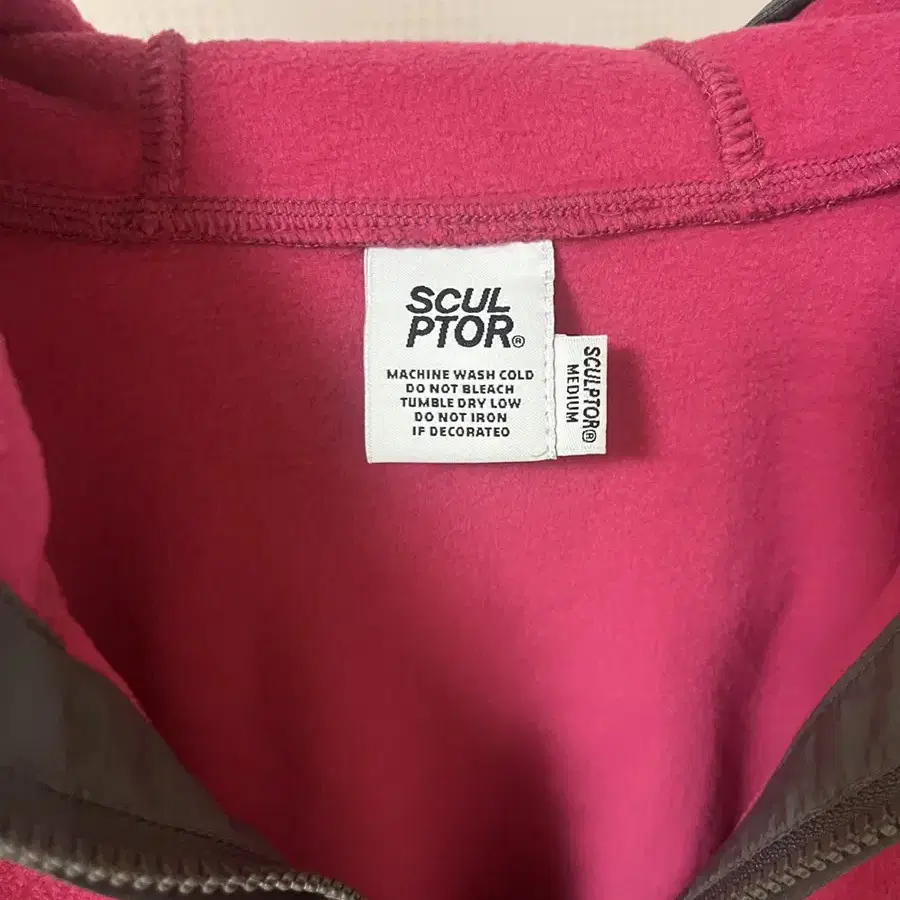 SCUL
PTOR®
MACHINE WASH COLD
DO NOT BLEACH
TUMBLE DRY LOW
DO NOT IRON
IF DECORATED
SCULPTOR®
MEDIUM